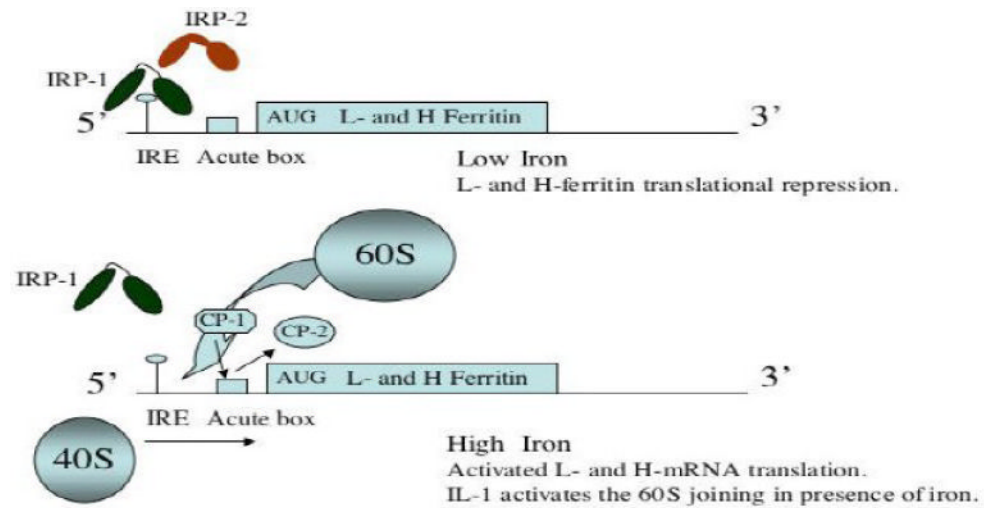 IRP-2
IRP-1
5’ AUG L- and H Ferritin 3’
IRE Acute box
Low Iron
L- and H-ferritin translational repression.
60S
IRP-1
CP-1
CP-2
5’ AUG L- and H Ferritin 3’
IRE Acute box
40S
High Iron
Activated L- and H-mRNA translation.
IL-1 activates the 60S joining in presence of iron.